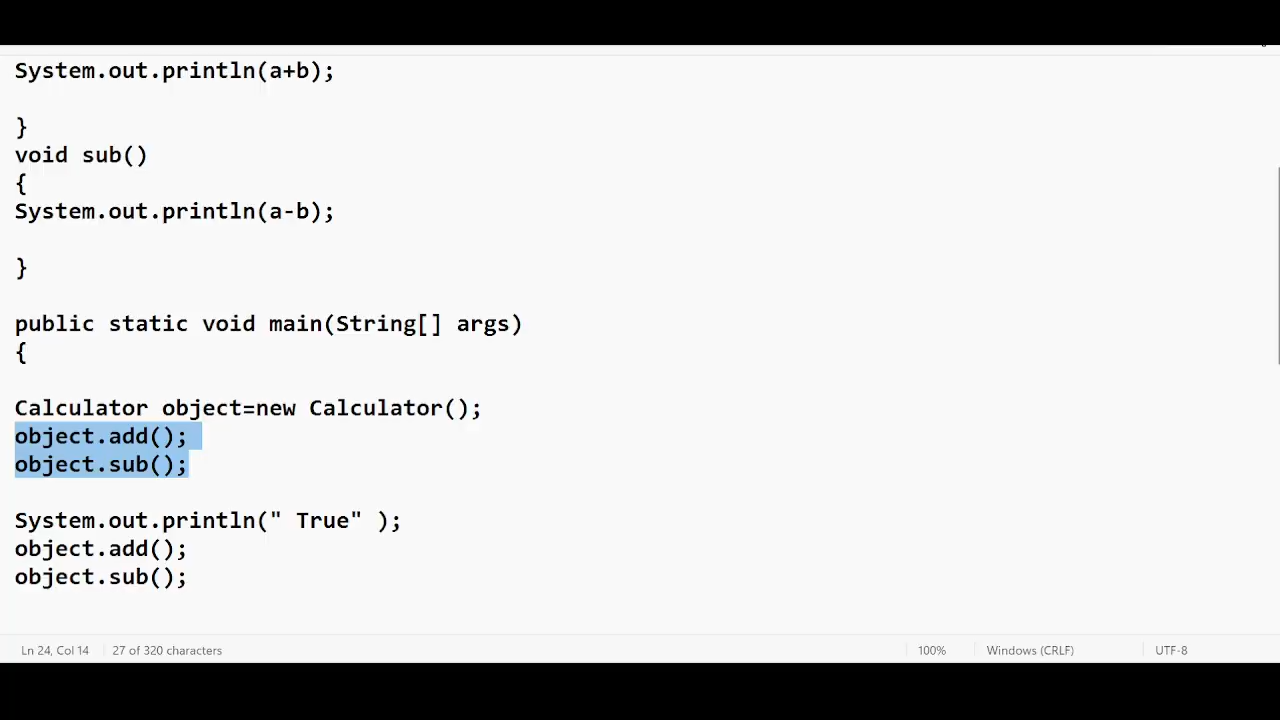 System.out.println(a+b);
}
void sub()
{
System.out.println(a-b);
}
public static void main(String[] args)
{
Calculator object=new Calculator();
object.add();
object.sub();
System.out.println(" True" );
object.add();
object.sub();
Ln 24, Col 14 27 of 320 characters 100% Windows (CRLF) UTF-8